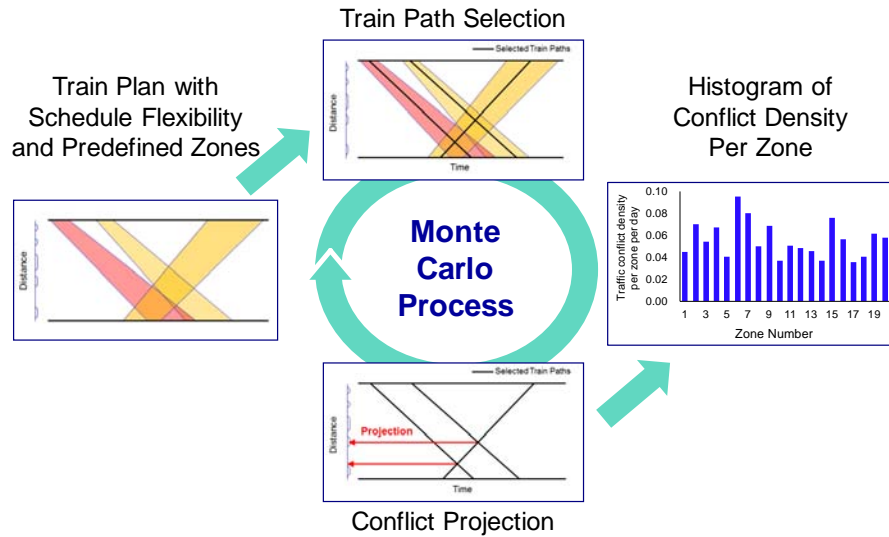 Train Path Selection
Selected Train Paths
Distance
Time
Train Plan with
Schedule Flexibility
and Predefined Zones
Distance
Monte
Carlo
Process
Histogram of
Conflict Density
Per Zone
Traffic conflict density
per zone per day
0.10
0.08
0.06
0.04
0.02
0.00
1 3 5 7 9 11 13 15 17 19
Zone Number
Selected Train Paths
Projection
Distance
Time
Conflict Projection